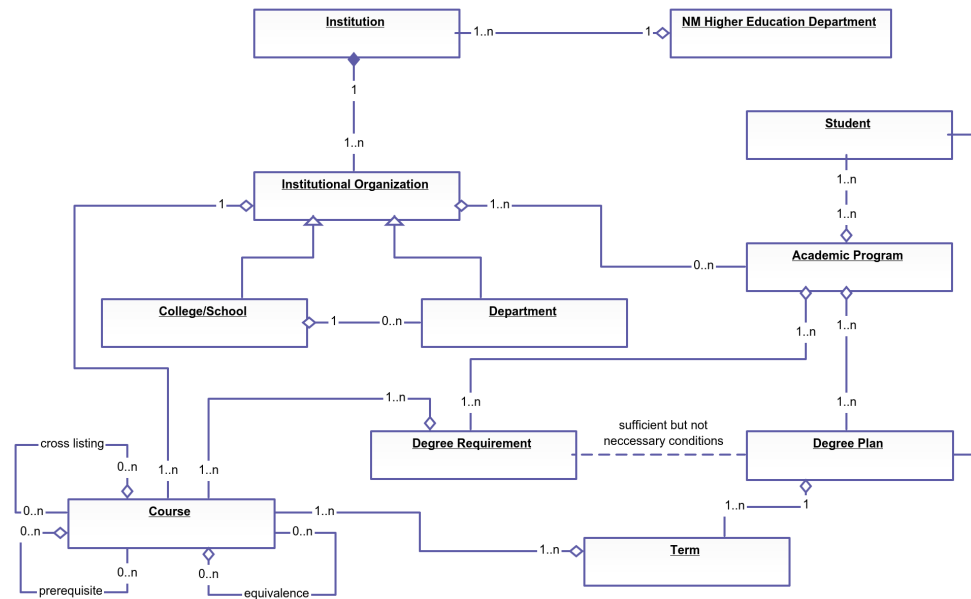 Institution
1..n
1
NM Higher Education Department
1
1..n
Student
1..n
1..n
Institutional Organization
1
1..n
0..n
Academic Program
College/School
1
0..n
Department
1..n
1..n
1..n
1..n
1..n
sufficient but not
neccessary conditions
Degree Requirement
Degree Plan
cross listing
0..n
1..n
1..n
0..n
Course
1..n
1..n
1
0..n
0..n
1..n
Term
0..n
0..n
prerequisite
equivalence